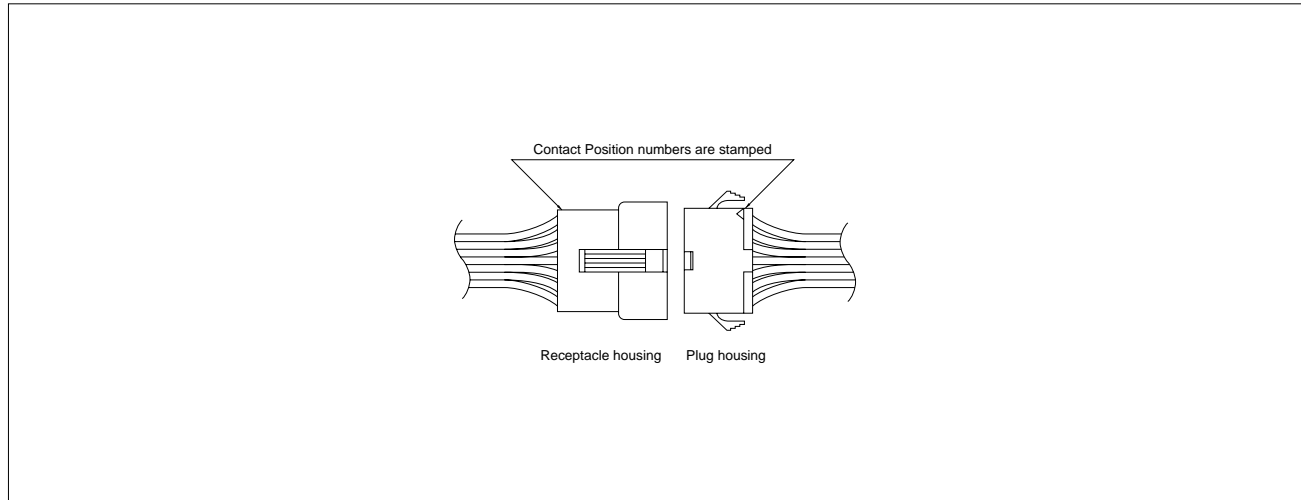 Contact Position numbers are stamped
Receptacle housing
Plug housing